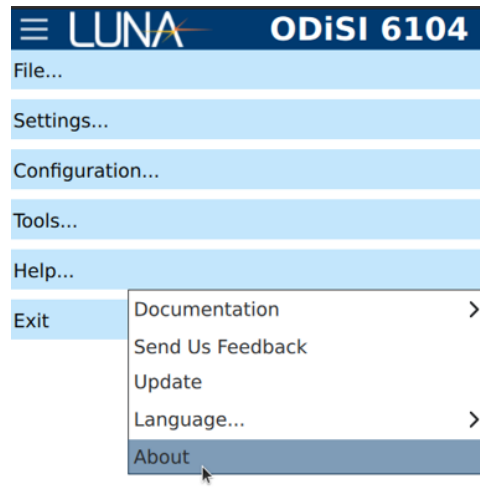 LUNA ODiSI 6104
File...
Settings...
Configuration...
Tools...
Help...
Exit
Documentation
Send Us Feedback
Update
Language...
About